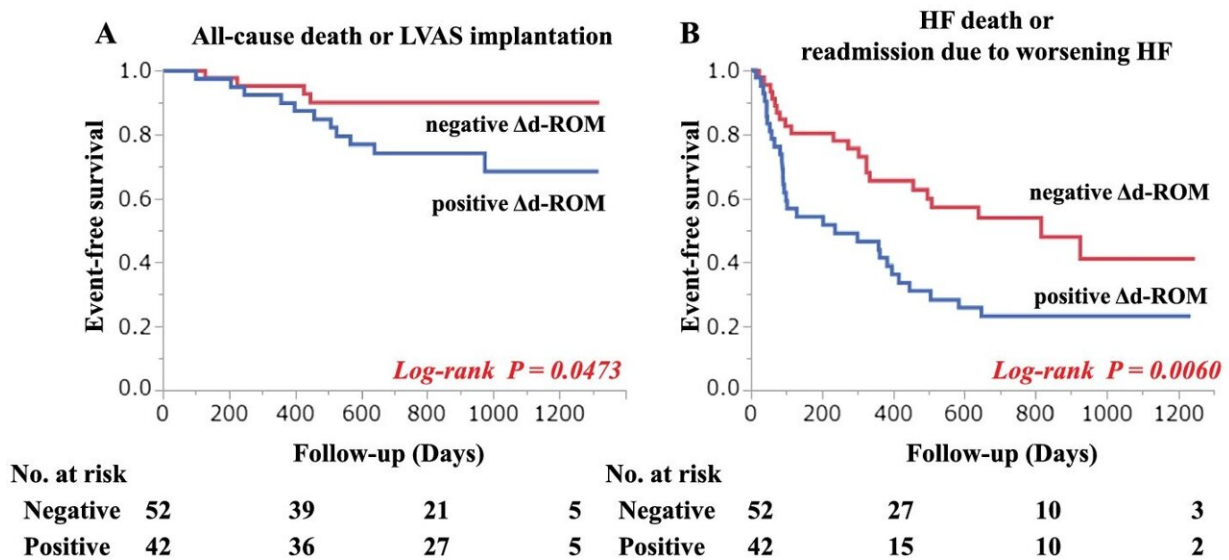 A All-cause death or LVAS implantation
Event-free survival
1.0
0.8
0.6
0.4
0.2
0.0
negative Δd-ROM
positive Δd-ROM
Log-rank P = 0.0473
0 200 400 600 800 1000 1200
Follow-up (Days)
B HF death or
readmission due to worsening HF
Event-free survival
1.0
0.8
0.6
0.4
0.2
0.0
negative Δd-ROM
positive Δd-ROM
Log-rank P = 0.0060
0 200 400 600 800 1000 1200
Follow-up (Days)
No. at risk
Negative 52 39 21 5
Positive 42 36 27 5
No. at risk
Negative 52 27 10 3
Positive 42 15 10 2